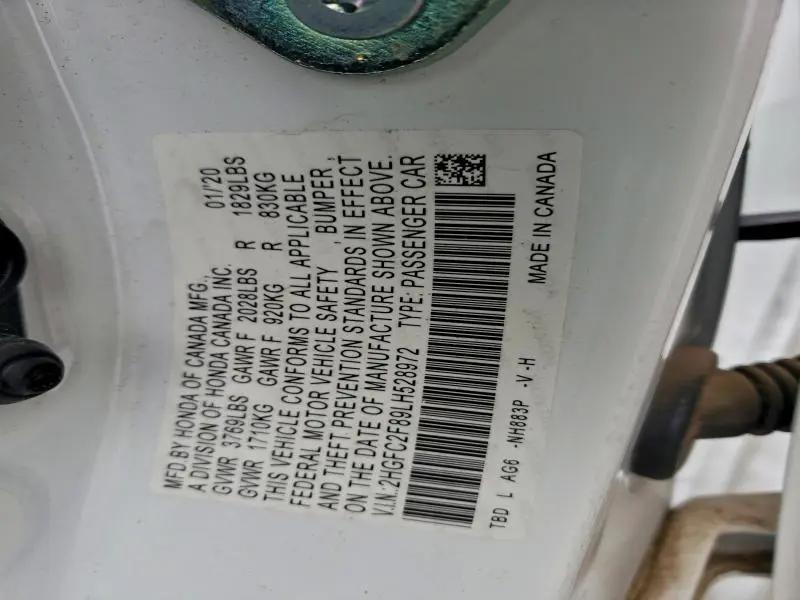 MFD.BY HONDA OF CANADA MFG., 01/'20
A DIVISION OF HONDA CANADA INC.
GVWR 3769LBS GAWR F 2028LBS R 1829LBS
GVWR 1710KG GAWR F 920KG R 830KG
THIS VEHICLE CONFORMS TO ALL APPLICABLE
FEDERAL MOTOR VEHICLE SAFETY , BUMPER ,
AND THEFT PREVENTION STANDARDS IN EFFECT
ON THE DATE OF MANUFACTURE SHOWN ABOVE.
V.I.N.:2HGFC2F89LH528972 TYPE: PASSENGER CAR
TBD L AG6 -NH883P -V -H MADE IN CANADA